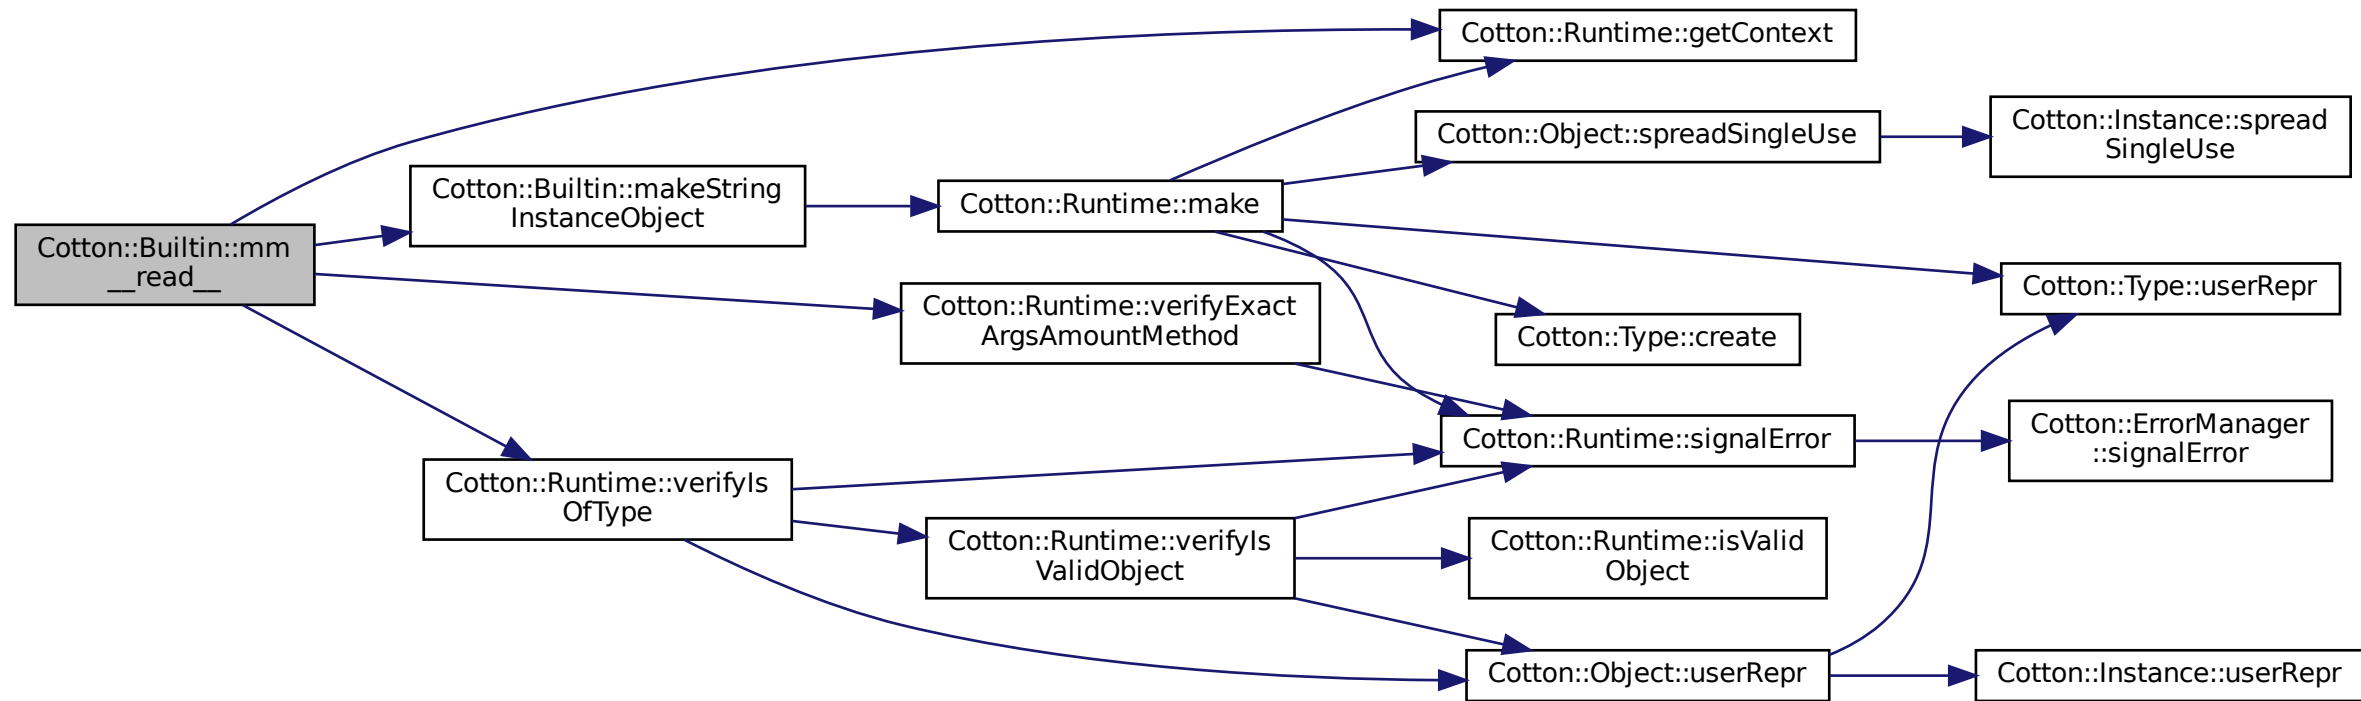 Cotton::Runtime::getContext
Cotton::Object::spreadSingleUse
Cotton::Instance::spread
SingleUse
Cotton::Builtin::makeString
InstanceObject
Cotton::Runtime::make
Cotton::Builtin::mm
__read__
Cotton::Type::userRepr
Cotton::Runtime::verifyExact
ArgsAmountMethod
Cotton::Type::create
Cotton::Runtime::signalError
Cotton::ErrorManager
::signalError
Cotton::Runtime::verifyIs
OfType
Cotton::Runtime::verifyIs
ValidObject
Cotton::Runtime::isValid
Object
Cotton::Object::userRepr
Cotton::Instance::userRepr